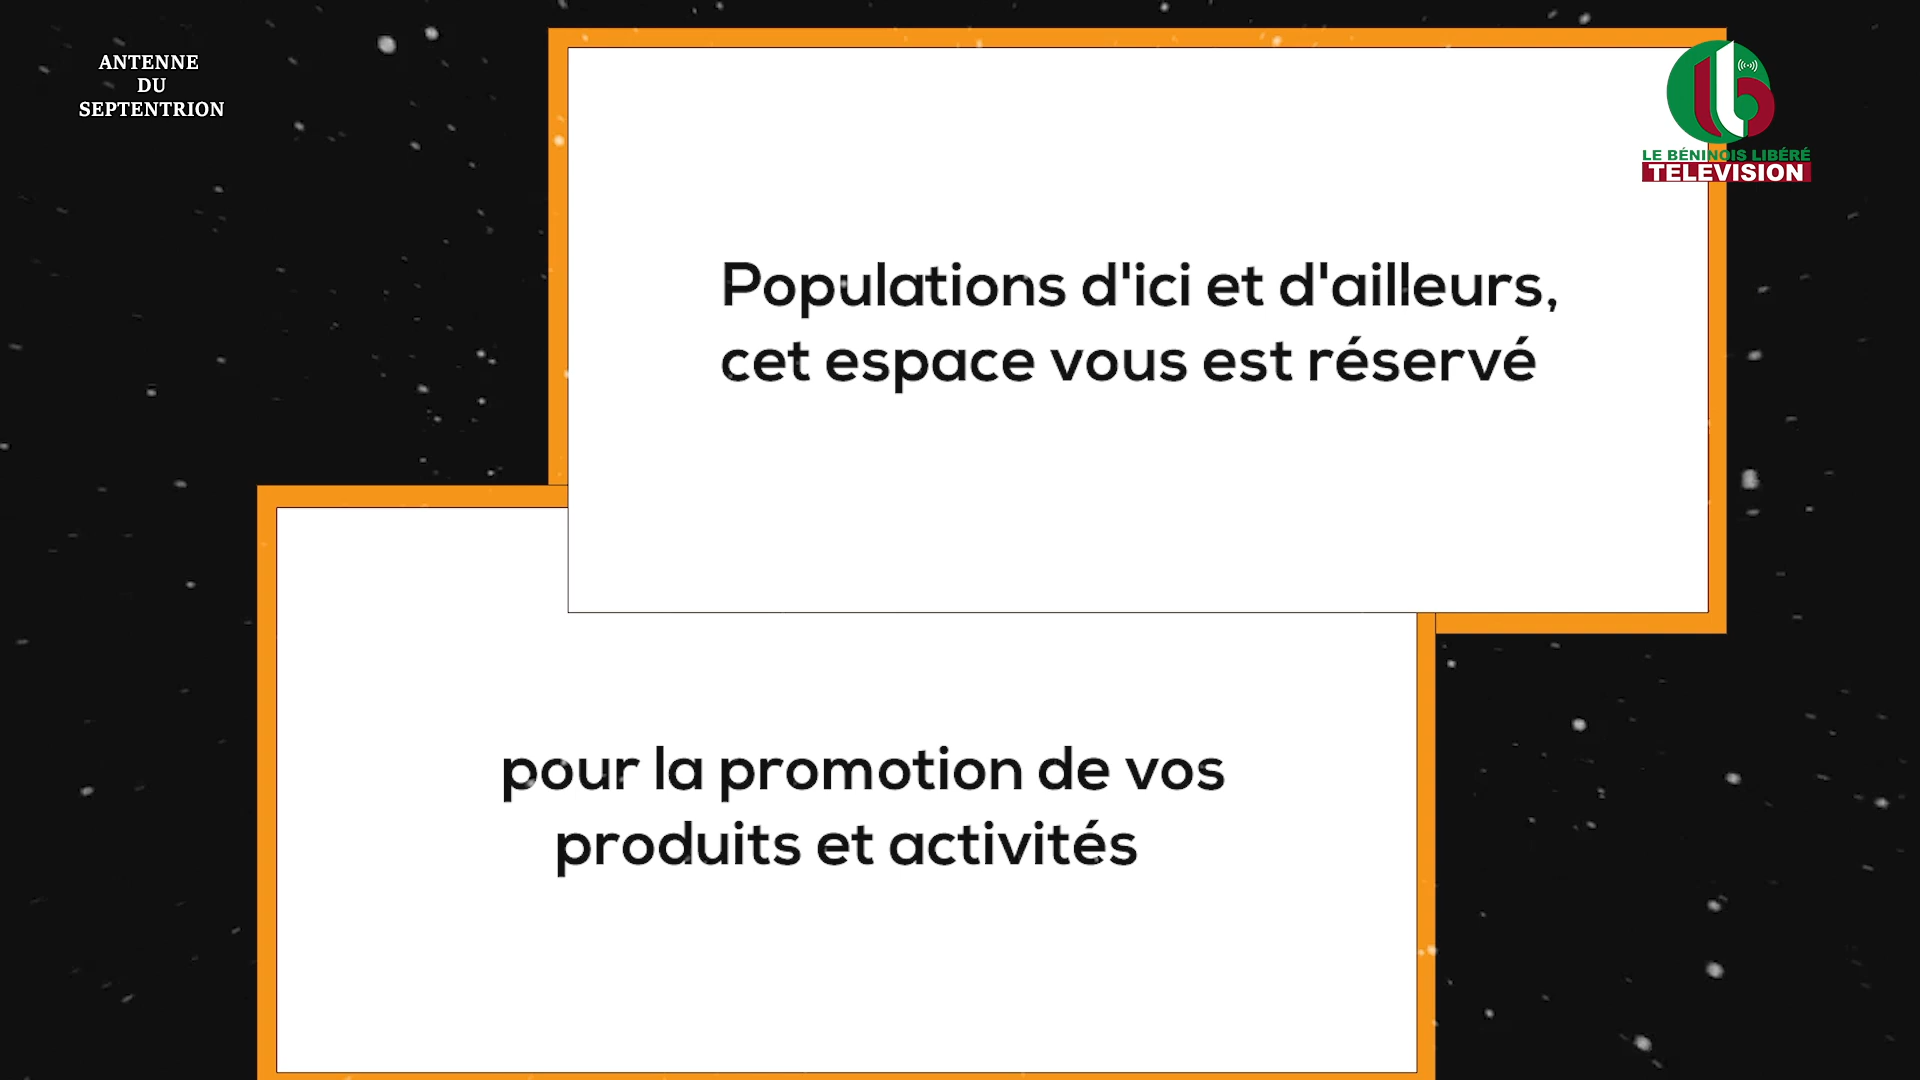 ANTENNE
DU
SEPTENTRION
LE BÉNINOIS LIBÉRÉ
TELEVISION
Populations d'ici et d'ailleurs,
cet espace vous est réservé
pour la promotion de vos
produits et activités